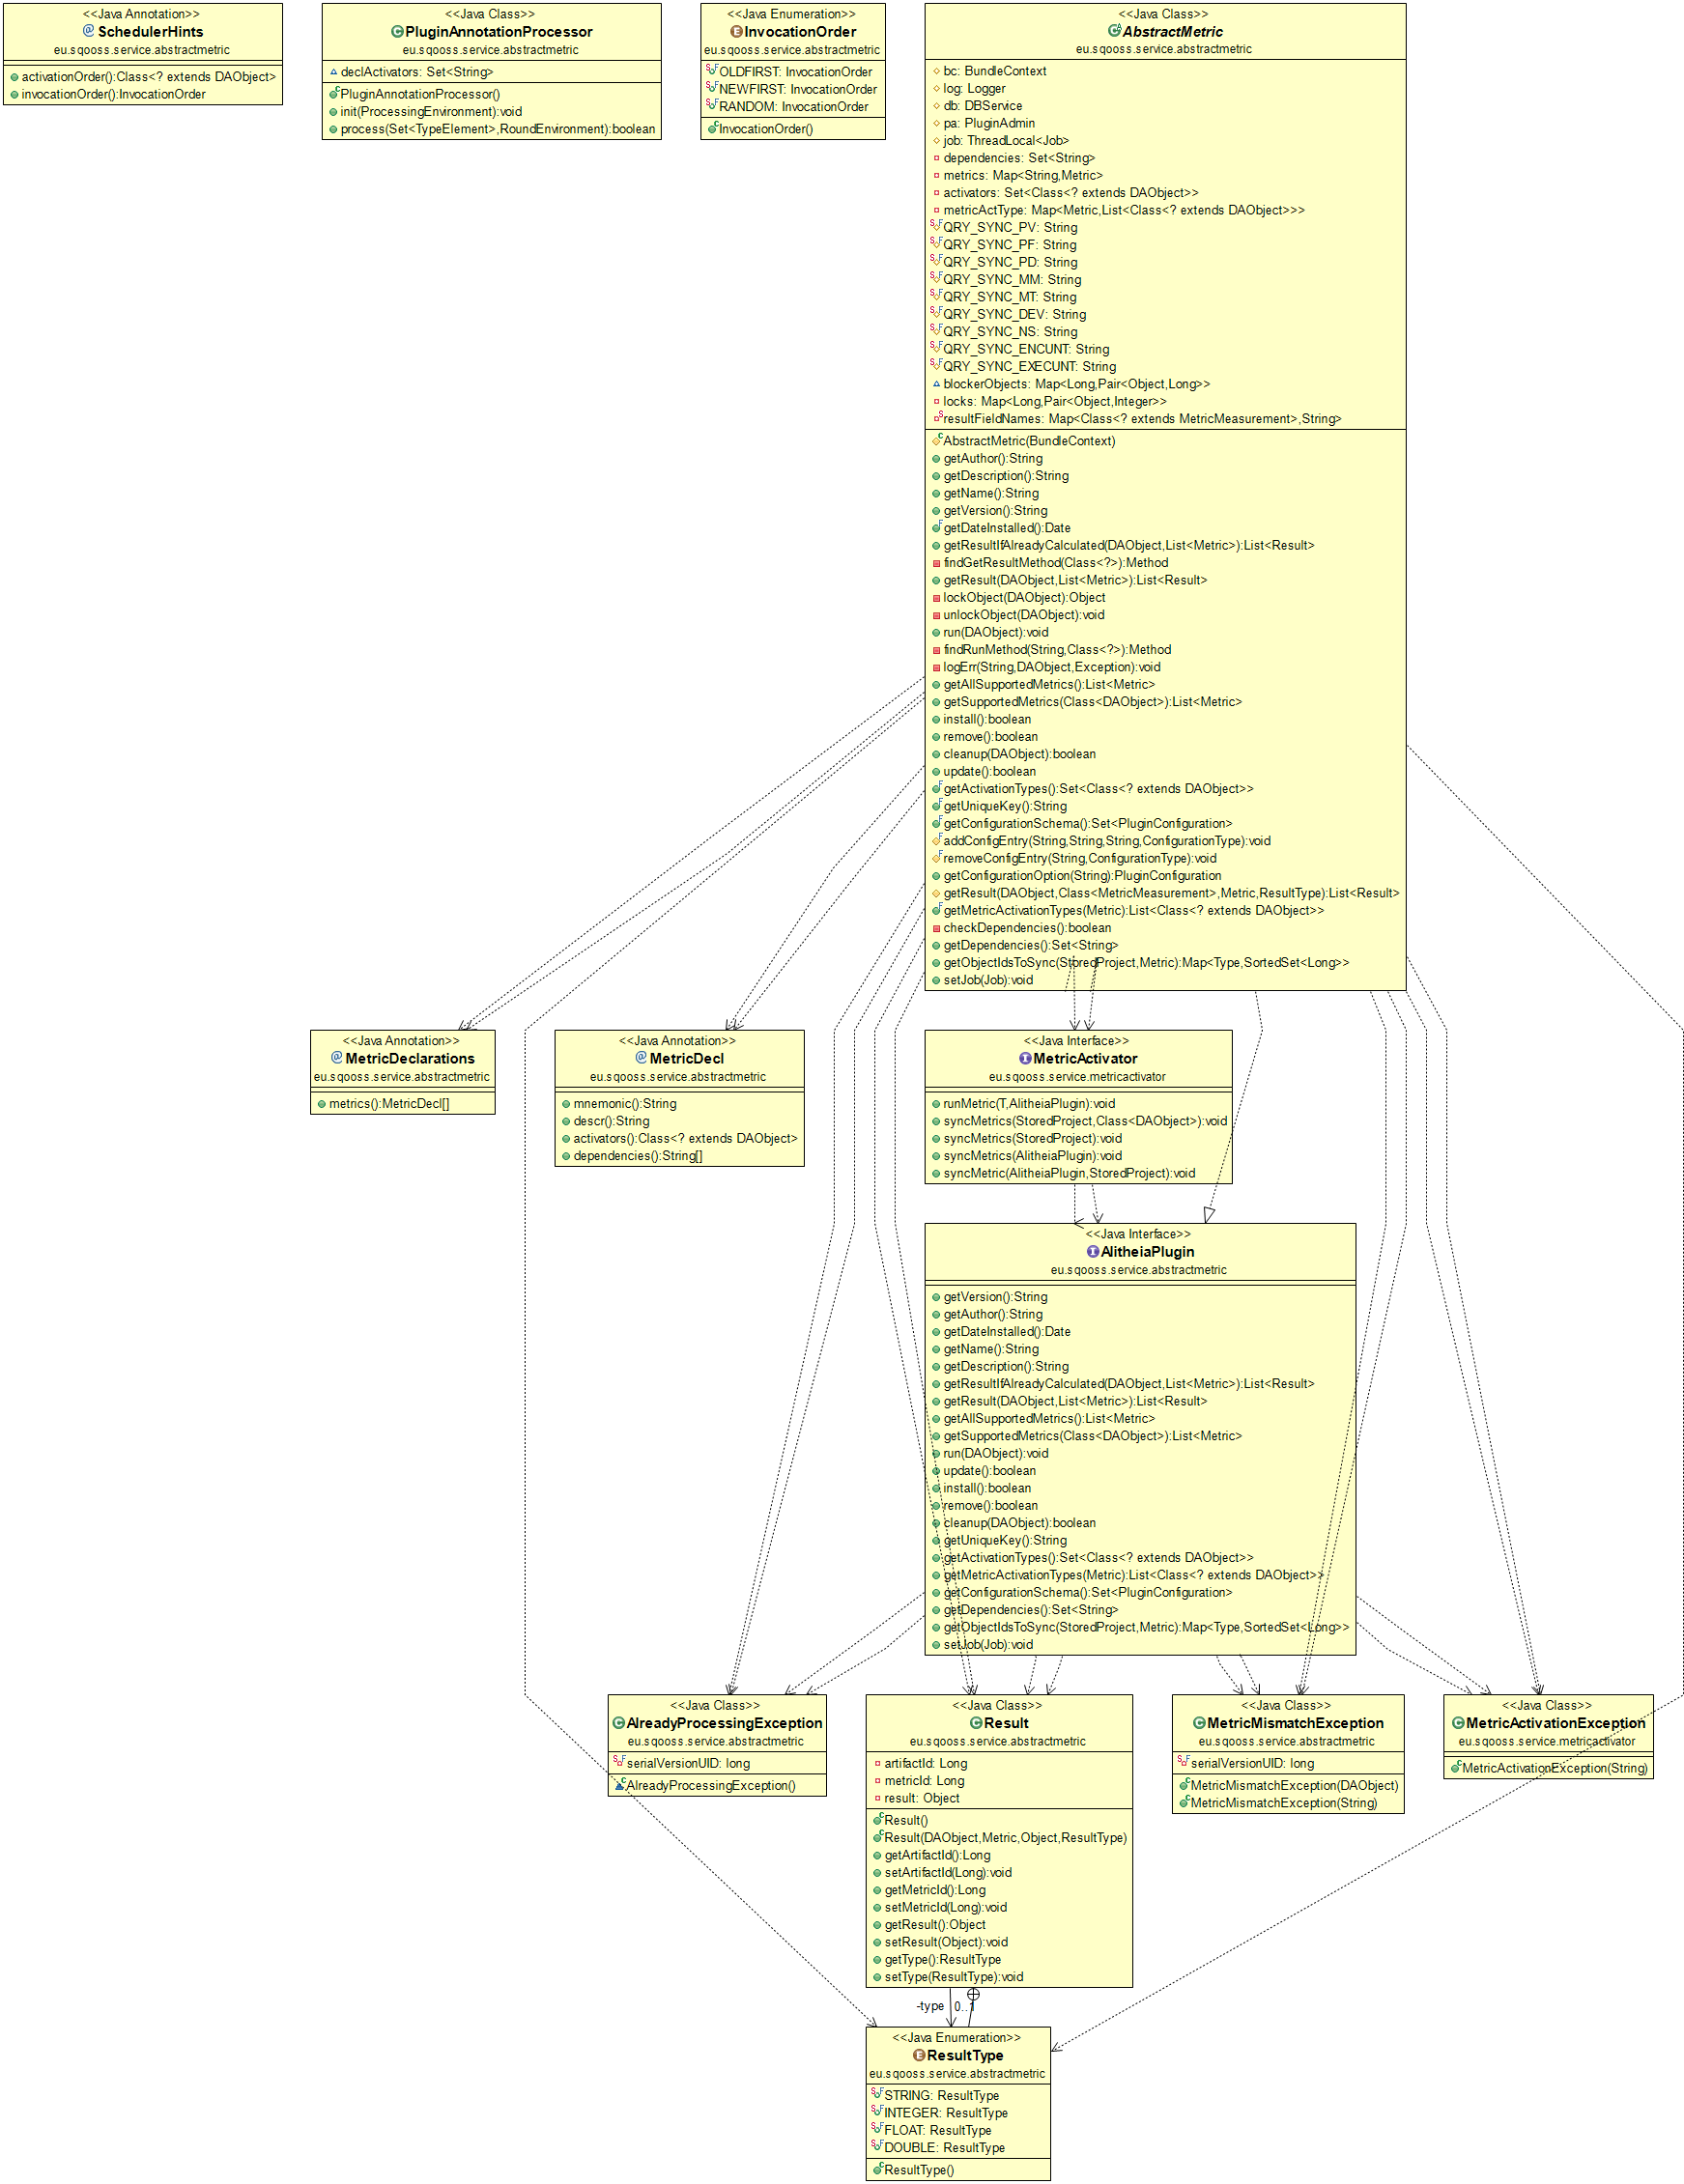 <<Java Annotation>>
SchedulerHints
eu.sqooss.service.abstractmetric
activationOrder():Class<? extends DAObject>
invocationOrder():InvocationOrder
<<Java Class>>
PluginAnnotationProcessor
eu.sqooss.service.abstractmetric
declActivators: Set<String>
PluginAnnotationProcessor()
init(ProcessingEnvironment):void
process(Set<TypeElement>,RoundEnvironment):boolean
<<Java Enumeration>>
InvocationOrder
eu.sqooss.service.abstractmetric
OLDFIRST: InvocationOrder
NEWFIRST: InvocationOrder
RANDOM: InvocationOrder
InvocationOrder()
<<Java Class>>
AbstractMetric
eu.sqooss.service.abstractmetric
bc: BundleContext
log: Logger
db: DBService
pa: PluginAdmin
job: ThreadLocal<Job>
dependencies: Set<String>
metrics: Map<String,Metric>
activators: Set<Class<? extends DAObject>>
metricActType: Map<Metric,List<Class<? extends DAObject>>>
QRY_SYNC_PV: String
QRY_SYNC_PF: String
QRY_SYNC_PD: String
QRY_SYNC_MM: String
QRY_SYNC_MT: String
QRY_SYNC_DEV: String
QRY_SYNC_NS: String
QRY_SYNC_ENCUNT: String
QRY_SYNC_EXECUNT: String
blockerObjects: Map<Long,Pair<Object,Long>>
locks: Map<Long,Pair<Object,Integer>>
resultFieldNames: Map<Class<? extends MetricMeasurement>,String>
AbstractMetric(BundleContext)
getAuthor():String
getDescription():String
getName():String
getVersion():String
getDateInstalled():Date
getResultIfAlreadyCalculated(DAObject,List<Metric>):List<Result>
findGetResultMethod(Class<?>):Method
getResult(DAObject,List<Metric>):List<Result>
lockObject(DAObject):Object
unlockObject(DAObject):void
run(DAObject):void
findRunMethod(String,Class<?>):Method
logErr(String,DAObject,Exception):void
getAllSupportedMetrics():List<Metric>
getSupportedMetrics(Class<DAObject>):List<Metric>
install():boolean
remove():boolean
cleanup(DAObject):boolean
update():boolean
getActivationTypes():Set<Class<? extends DAObject>>
getUniqueKey():String
getConfigurationSchema():Set<PluginConfiguration>
addConfigEntry(String,String,String,ConfigurationType):void
removeConfigEntry(String,ConfigurationType):void
getConfigurationOption(String):PluginConfiguration
getResult(DAObject,Class<MetricMeasurement>,Metric,ResultType):List<Result>
getMetricActivationTypes(Metric):List<Class<? extends DAObject>>
checkDependencies():boolean
getDependencies():Set<String>
getObjectIdsToSync(StoredProject,Metric):Map<Type,SortedSet<Long>>
setJob(Job):void
<<Java Annotation>>
MetricDeclarations
eu.sqooss.service.abstractmetric
metrics():MetricDecl[]
<<Java Annotation>>
MetricDecl
eu.sqooss.service.abstractmetric
mnemonic():String
descr():String
activators():Class<? extends DAObject>
dependencies():String[]
<<Java Interface>>
MetricActivator
eu.sqooss.service.metricactivator
runMetric(T,AlitheiaPlugin):void
syncMetrics(StoredProject,Class<DAObject>):void
syncMetrics(StoredProject):void
syncMetrics(AlitheiaPlugin):void
syncMetric(AlitheiaPlugin,StoredProject):void
<<Java Interface>>
AlitheiaPlugin
eu.sqooss.service.abstractmetric
getVersion():String
getAuthor():String
getDateInstalled():Date
getName():String
getDescription():String
getResultIfAlreadyCalculated(DAObject,List<Metric>):List<Result>
getResult(DAObject,List<Metric>):List<Result>
getAllSupportedMetrics():List<Metric>
getSupportedMetrics(Class<DAObject>):List<Metric>
run(DAObject):void
update():boolean
install():boolean
remove():boolean
cleanup(DAObject):boolean
getUniqueKey():String
getActivationTypes():Set<Class<? extends DAObject>>
getMetricActivationTypes(Metric):List<Class<? extends DAObject>>
getConfigurationSchema():Set<PluginConfiguration>
getDependencies():Set<String>
getObjectIdsToSync(StoredProject,Metric):Map<Type,SortedSet<Long>>
setJob(Job):void
<<Java Class>>
AlreadyProcessingException
eu.sqooss.service.abstractmetric
serialVersionUID: long
AlreadyProcessingException()
<<Java Class>>
Result
eu.sqooss.service.abstractmetric
artifactId: Long
metricId: Long
result: Object
Result()
Result(DAObject,Metric,Object,ResultType)
getArtifactId():Long
setArtifactId(Long):void
getMetricId():Long
setMetricId(Long):void
getResult():Object
setResult(Object):void
getType():ResultType
setType(ResultType):void
<<Java Class>>
MetricMismatchException
eu.sqooss.service.abstractmetric
serialVersionUID: long
MetricMismatchException(DAObject)
MetricMismatchException(String)
<<Java Class>>
MetricActivationException
eu.sqooss.service.metricactivator
MetricActivationException(String)
-type 0..1
<<Java Enumeration>>
ResultType
eu.sqooss.service.abstractmetric
STRING: ResultType
INTEGER: ResultType
FLOAT: ResultType
DOUBLE: ResultType
ResultType()